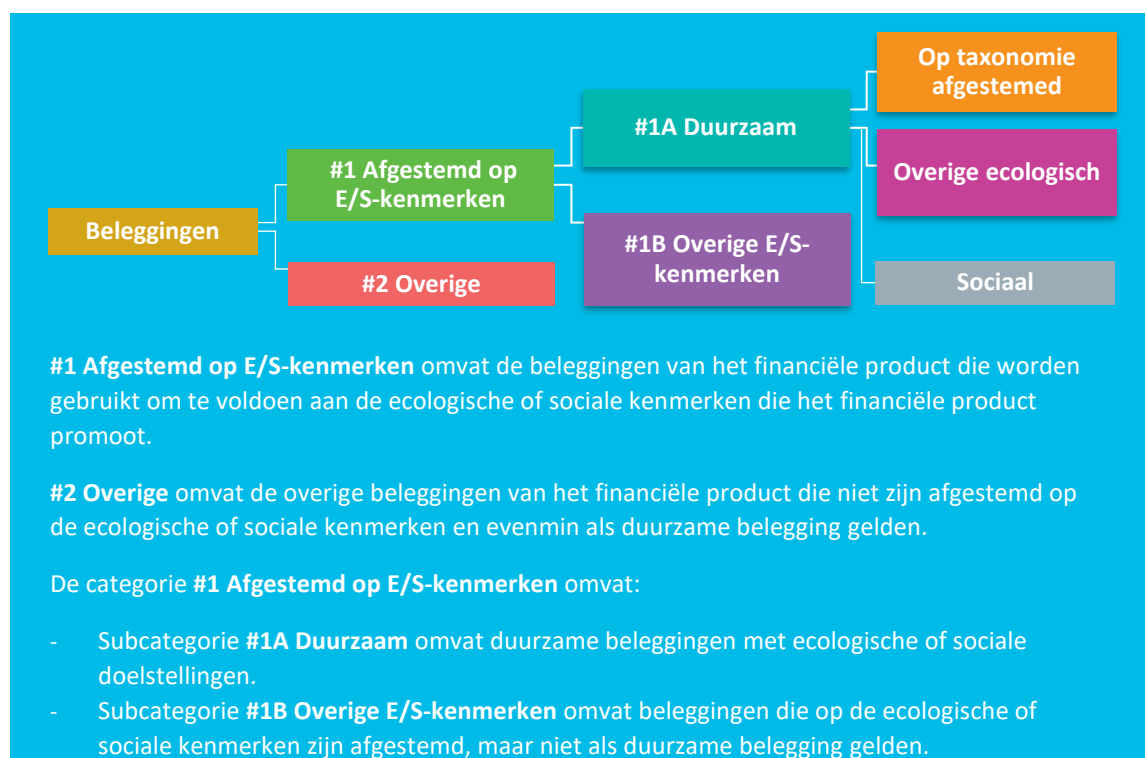 Op taxonomie
afgestemed
#1A Duurzaam
#1 Afgestemd op
E/S-kenmerken
Overige ecologisch
Beleggingen
#1B Overige E/S-
kenmerken
#2 Overige
Sociaal
#1 Afgestemd op E/S-kenmerken omvat de beleggingen van het financiële product die worden
gebruikt om te voldoen aan de ecologische of sociale kenmerken die het financiële product
promoot.
#2 Overige omvat de overige beleggingen van het financiële product die niet zijn afgestemd op
de ecologische of sociale kenmerken en evenmin als duurzame belegging gelden.
De categorie #1 Afgestemd op E/S-kenmerken omvat:
- Subcategorie #1A Duurzaam omvat duurzame beleggingen met ecologische of sociale
doelstellingen.
- Subcategorie #1B Overige E/S-kenmerken omvat beleggingen die op de ecologische of
sociale kenmerken zijn afgestemd, maar niet als duurzame belegging gelden.